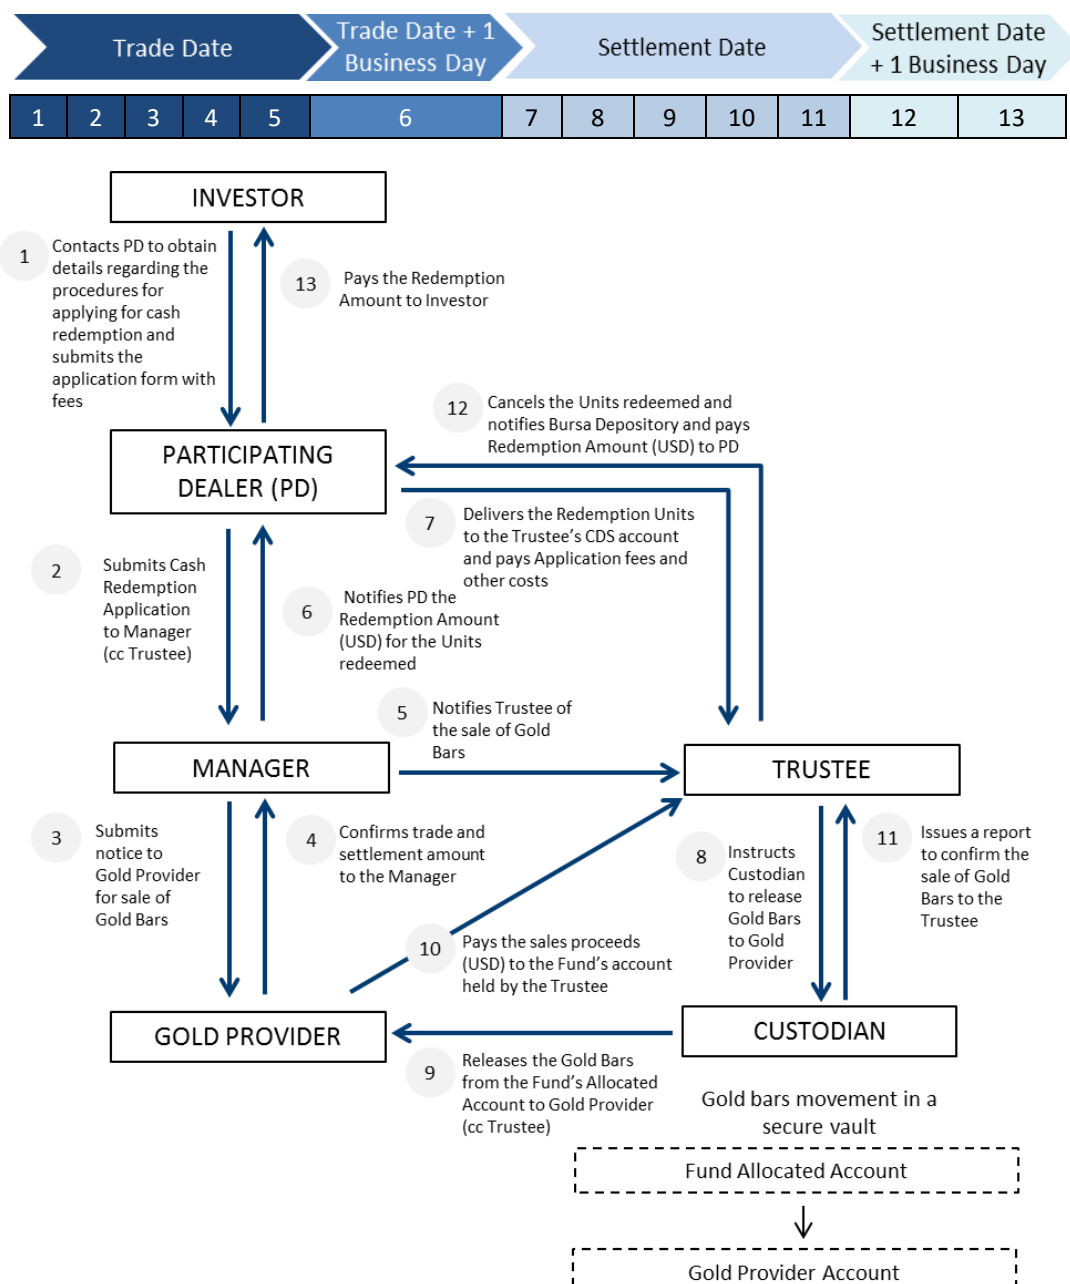 Trade Date
Trade Date + 1
Business Day
Settlement Date
Settlement Date
+ 1 Business Day
1 2 3 4 5 6 7 8 9 10 11 12 13
INVESTOR
1
Contacts PD to obtain
details regarding the
procedures for
applying for cash
redemption and
submits the
application form with
fees
13
Pays the Redemption
Amount to Investor
12
Cancels the Units redeemed and
notifies Bursa Depository and pays
Redemption Amount (USD) to PD
PARTICIPATING
DEALER (PD)
7
Delivers the Redemption Units
to the Trustee's CDS account
and pays Application fees and
other costs
2
Submits Cash
Redemption
Application
to Manager
(cc Trustee)
6
Notifies PD the
Redemption Amount
(USD) for the Units
redeemed
5
Notifies Trustee of
the sale of Gold
Bars
MANAGER
TRUSTEE
3
Submits
notice to
Gold Provider
for sale of
Gold Bars
4
Confirms trade and
settlement amount
to the Manager
8
Instructs
Custodian
to release
Gold Bars
to Gold
Provider
11
Issues a report
to confirm the
sale of Gold
Bars to the
Trustee
10
Pays the sales proceeds
(USD) to the Fund's account
held by the Trustee
GOLD PROVIDER
CUSTODIAN
9
Releases the Gold Bars
from the Fund's Allocated
Account to Gold Provider
(cc Trustee)
Gold bars movement in a
secure vault
Fund Allocated Account
Gold Provider Account